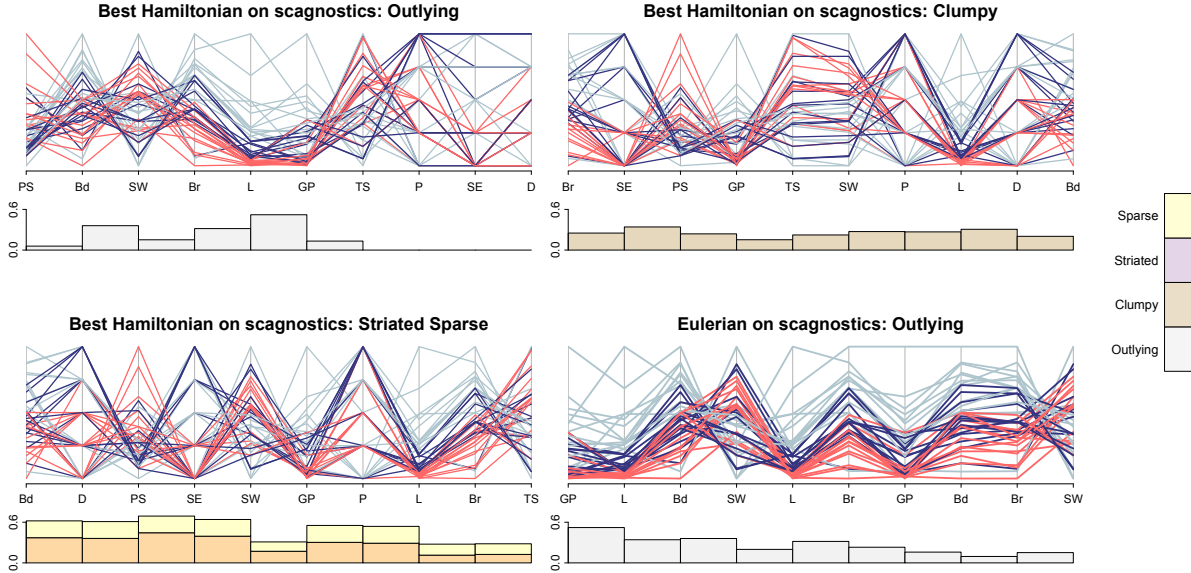 Best Hamiltonian on scagnostics: Outlying
PS Bd SW Br L GP TS P SE D
0.6
0.0
Best Hamiltonian on scagnostics: Clumpy
Br SE PS GP TS SW P L D Bd
0.6
0.0
Best Hamiltonian on scagnostics: Striated Sparse
Bd D PS SE SW GP P L Br TS
0.6
0.0
Eulerian on scagnostics: Outlying
GP L Bd SW L Br GP Bd Br SW
0.6
0.0
Sparse
Striated
Clumpy
Outlying